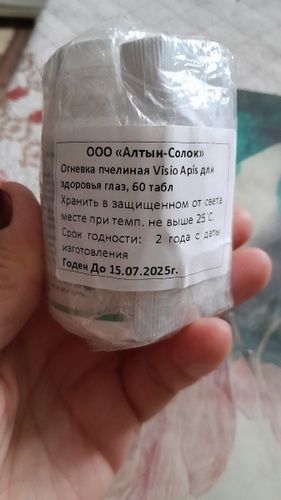 ООО «Алтын-Солок»
Огневка пчелиная Visio Apis для
здоровья глаз, 60 табл
Хранить в защищенном от света
месте при темп. не выше 25 С.
Срок годности: 2 года с даты
изготовления
Годен До 15.07.2025г.